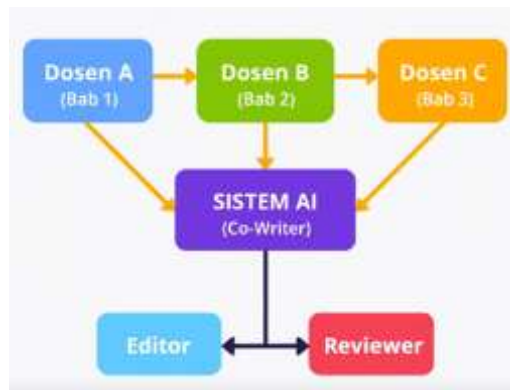 Dosen A
(Bab 1)
Dosen B
(Bab 2)
Dosen C
(Bab 3)
SISTEM AI
(Co-Writer)
Editor
Reviewer